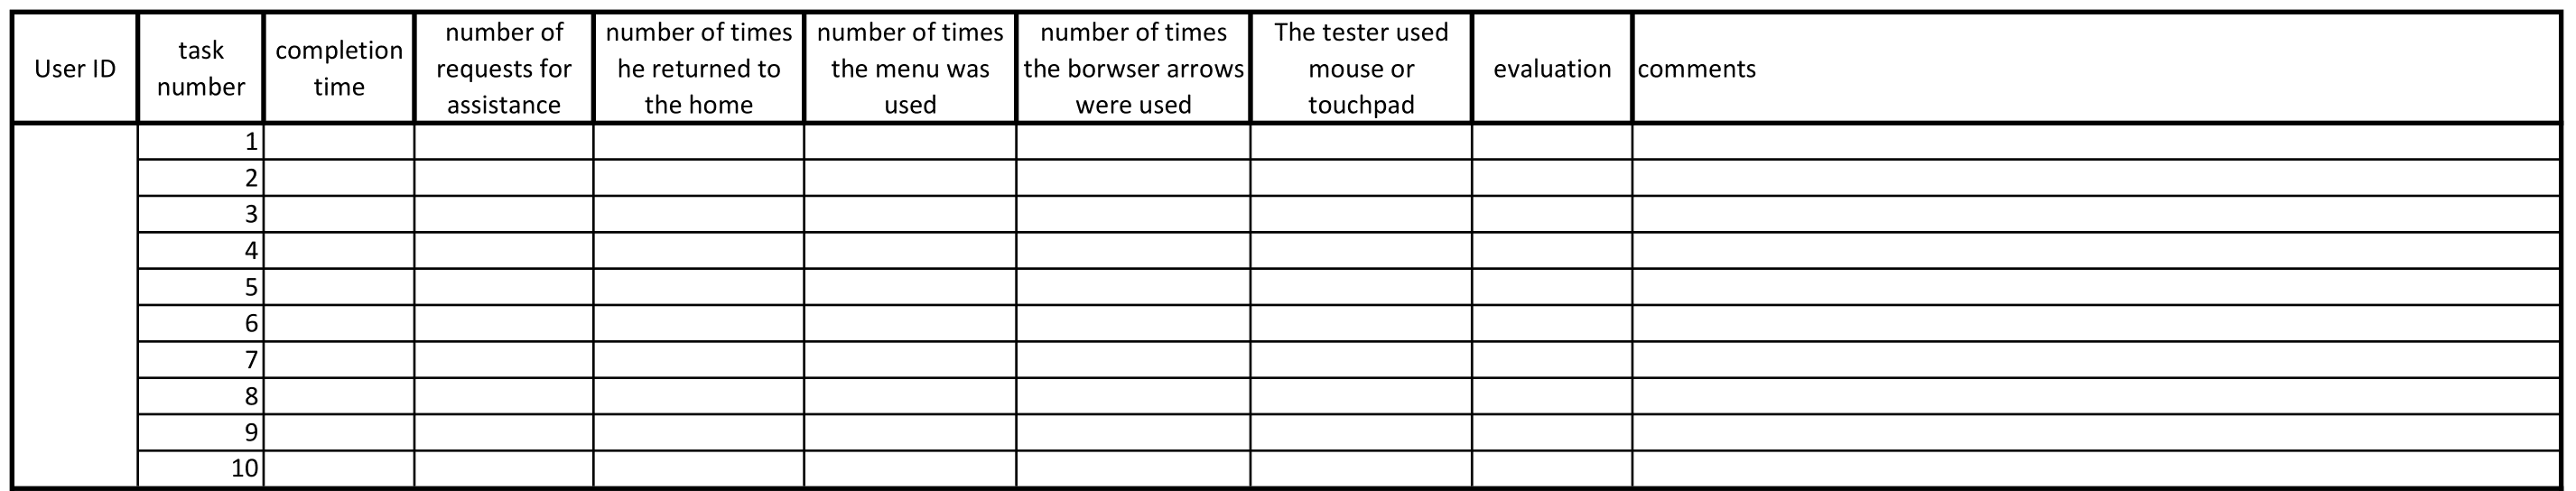 User ID
task
number
completion
time
number of
requests for
assistance
number of times
he returned to
the home
number of times
the menu was
used
number of times
the borwser arrows
were used
The tester used
mouse or
touchpad
evaluation
comments
1
2
3
4
5
6
7
8
9
10